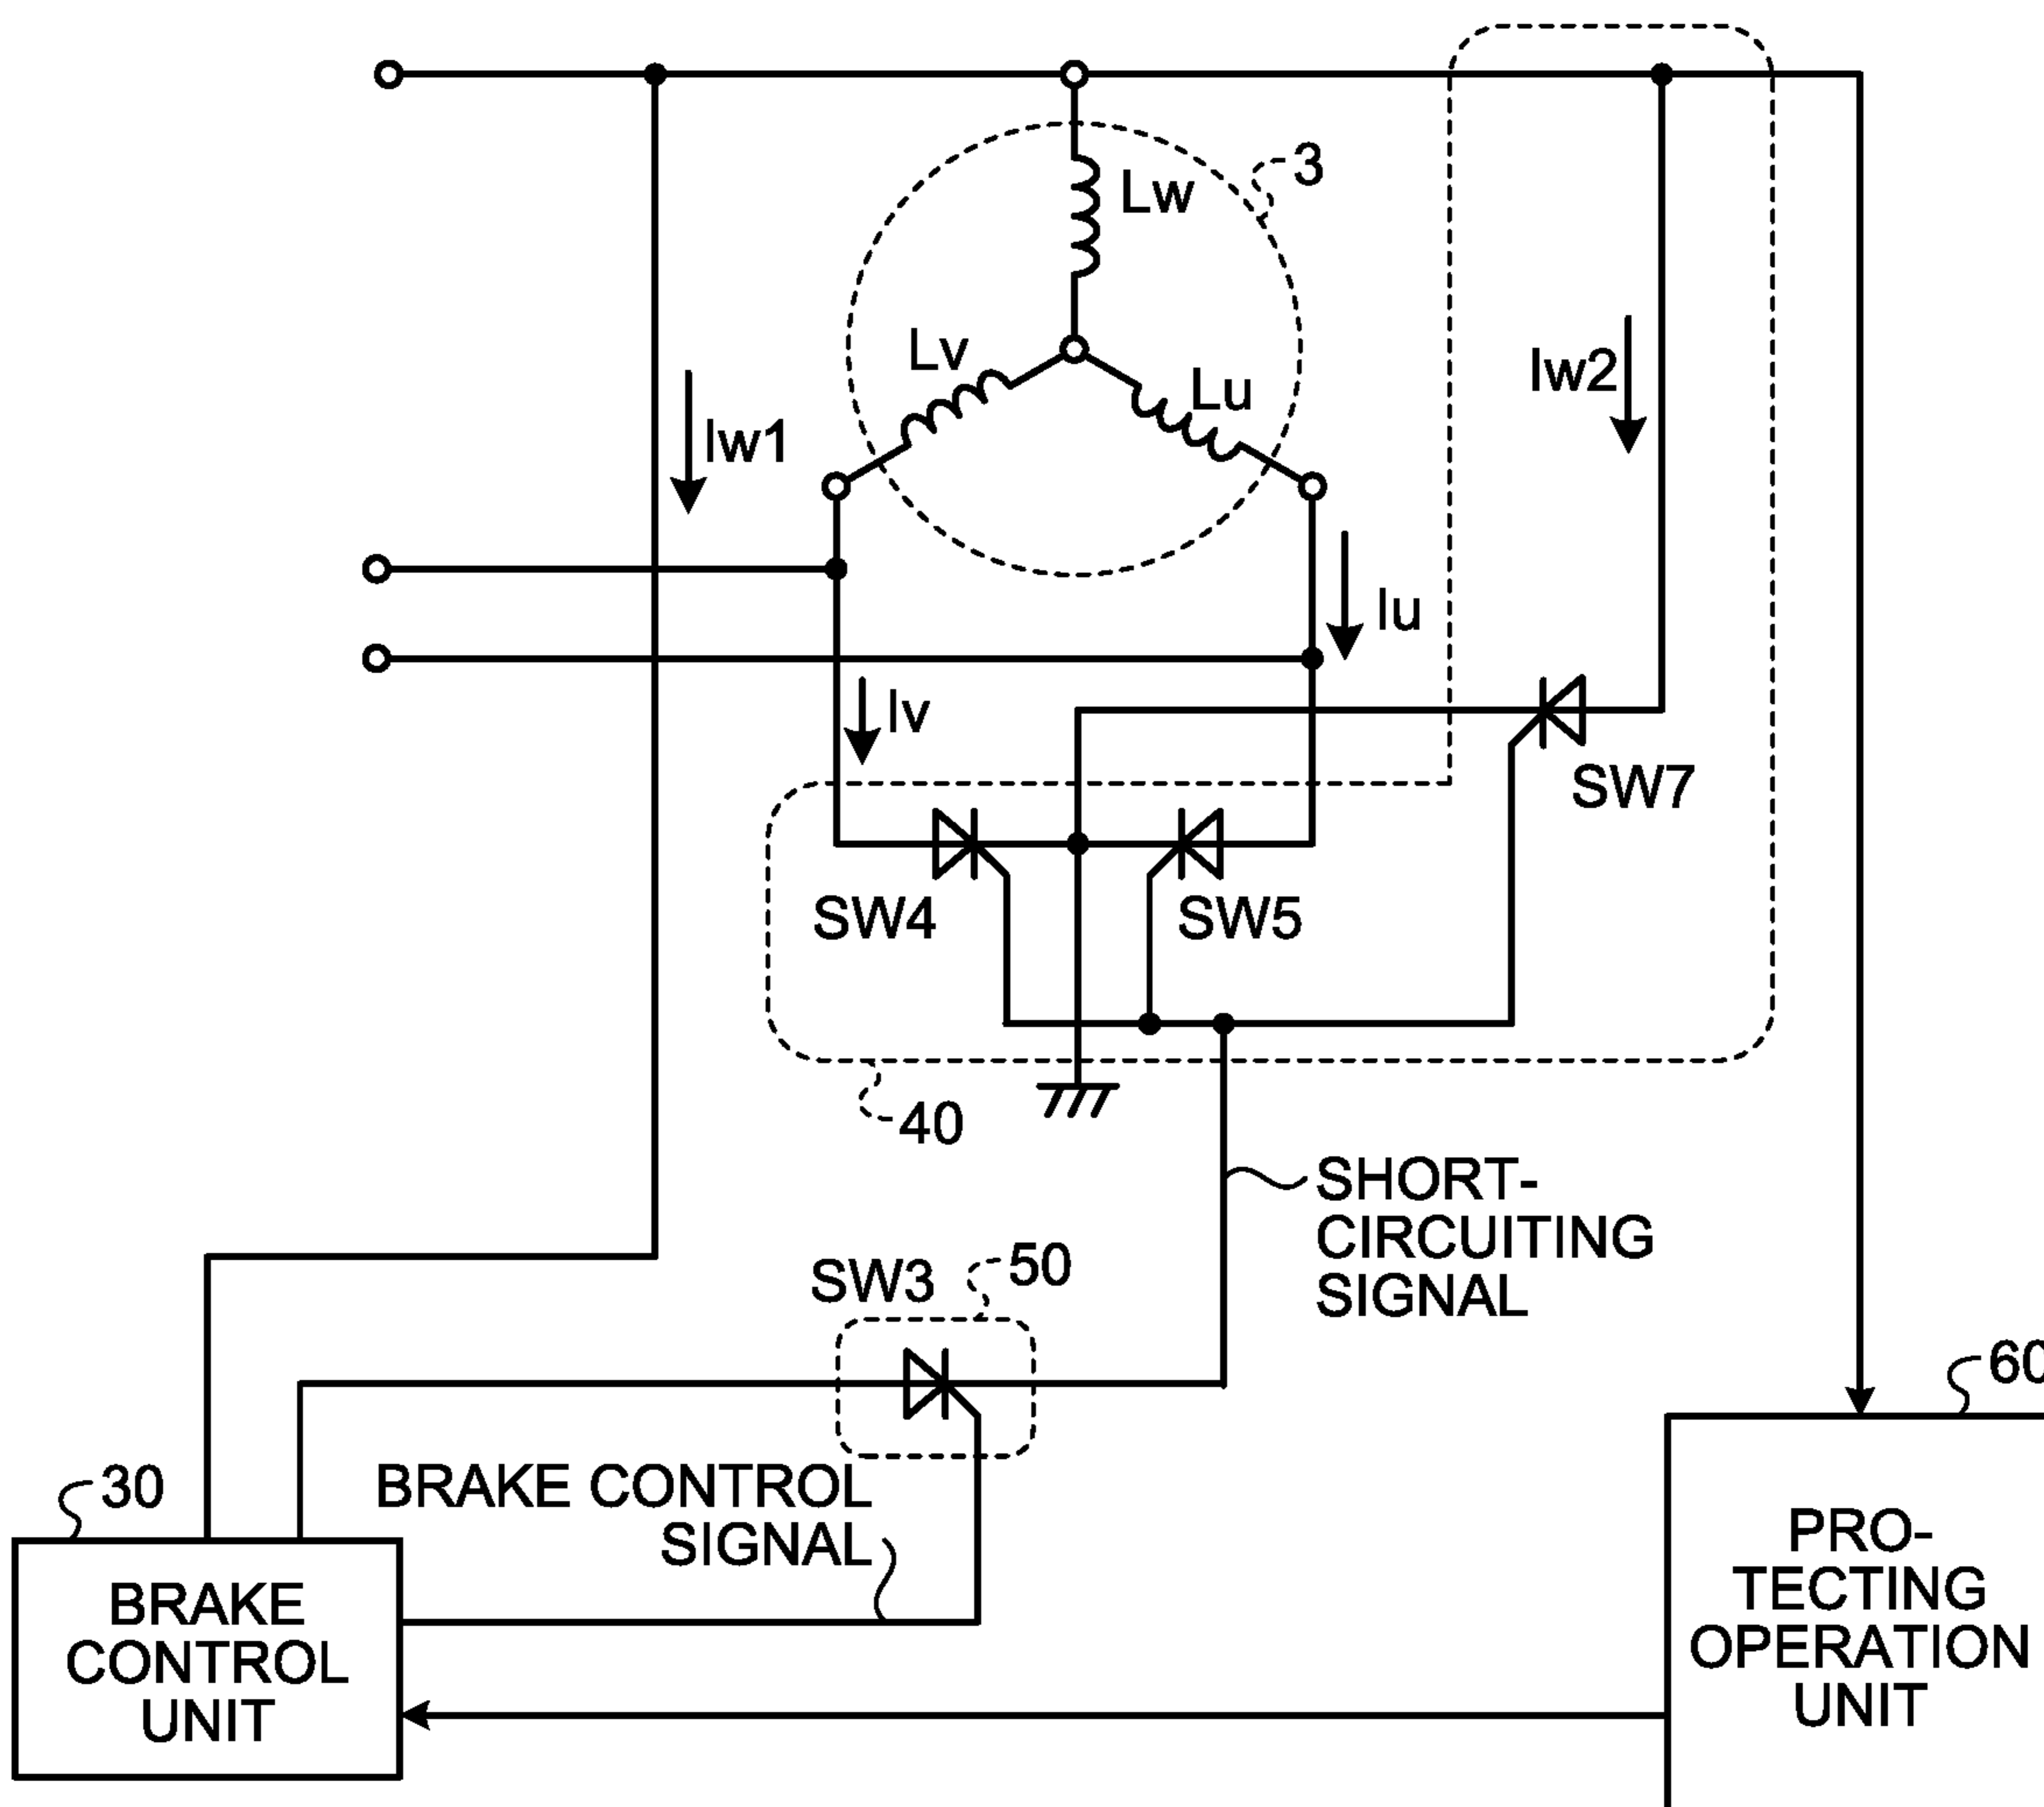 3
Lw
Lv
Lu
Iw1
Iw2
Iu
Iv
SW7
SW4
SW5
40
SHORT-
CIRCUITING
SIGNAL
SW3
50
60
30
BRAKE CONTROL
SIGNAL
BRAKE
CONTROL
UNIT
PRO-
TECTING
OPERATION
UNIT